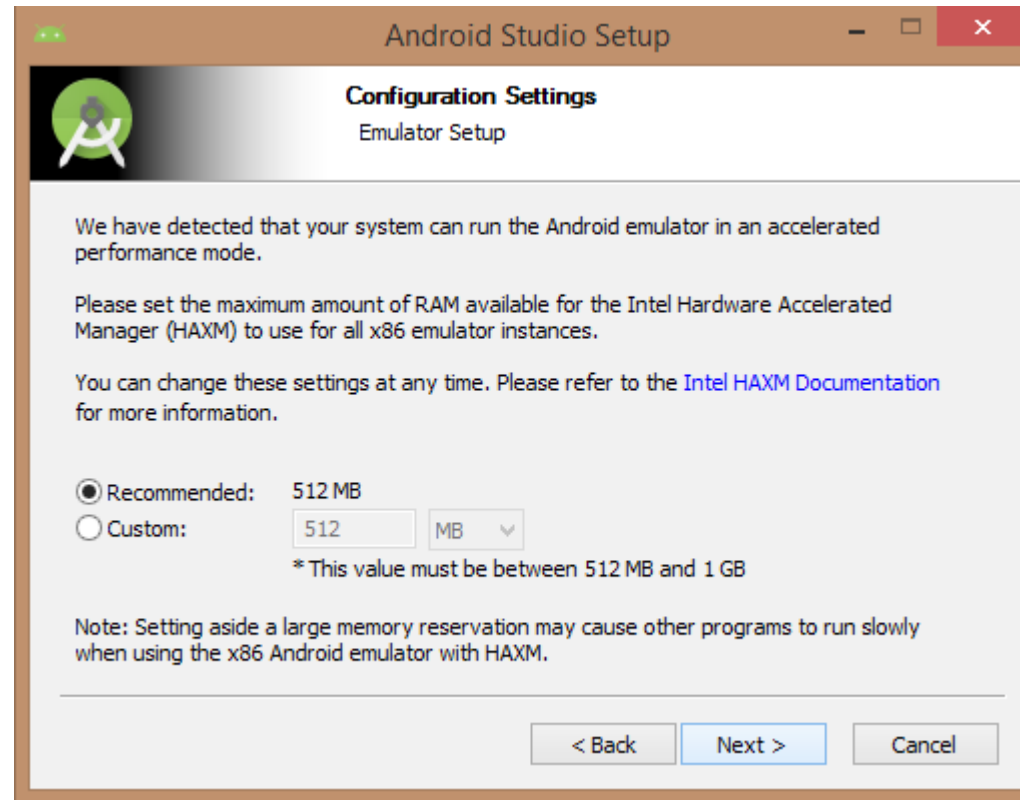 Android Studio Setup
Configuration Settings
Emulator Setup
We have detected that your system can run the Android emulator in an accelerated
performance mode.
Please set the maximum amount of RAM available for the Intel Hardware Accelerated
Manager (HAXM) to use for all x86 emulator instances.
You can change these settings at any time. Please refer to the Intel HAXM Documentation
for more information.
Recommended: 512 MB
Custom: 512 MB
* This value must be between 512 MB and 1 GB
Note: Setting aside a large memory reservation may cause other programs to run slowly
when using the x86 Android emulator with HAXM.
< Back Next > Cancel